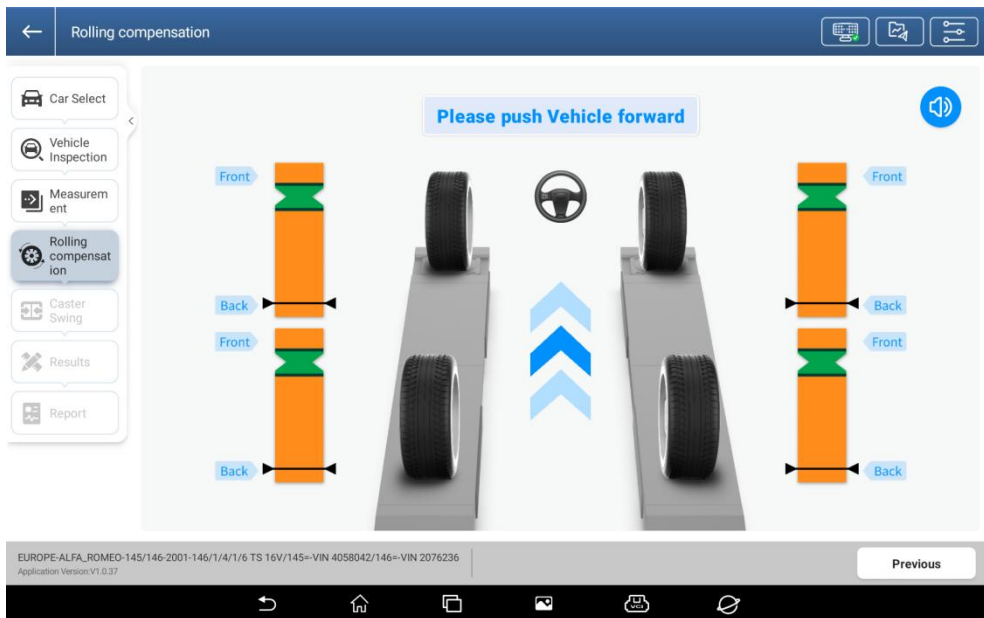 Rolling compensation
Car Select
Vehicle
Inspection
Measurem
ent
Rolling
compensat
ion
Caster
Swing
Results
Report
Please push Vehicle forward
Front
Front
Back
Back
Front
Front
Back
Back
EUROPE-ALFA_ROMEO-145/146-2001-146/1/4/1/6 TS 16V/145=-VIN 4058042/146=-VIN 2076236
Application Version:V1.0.37
Previous
VCI